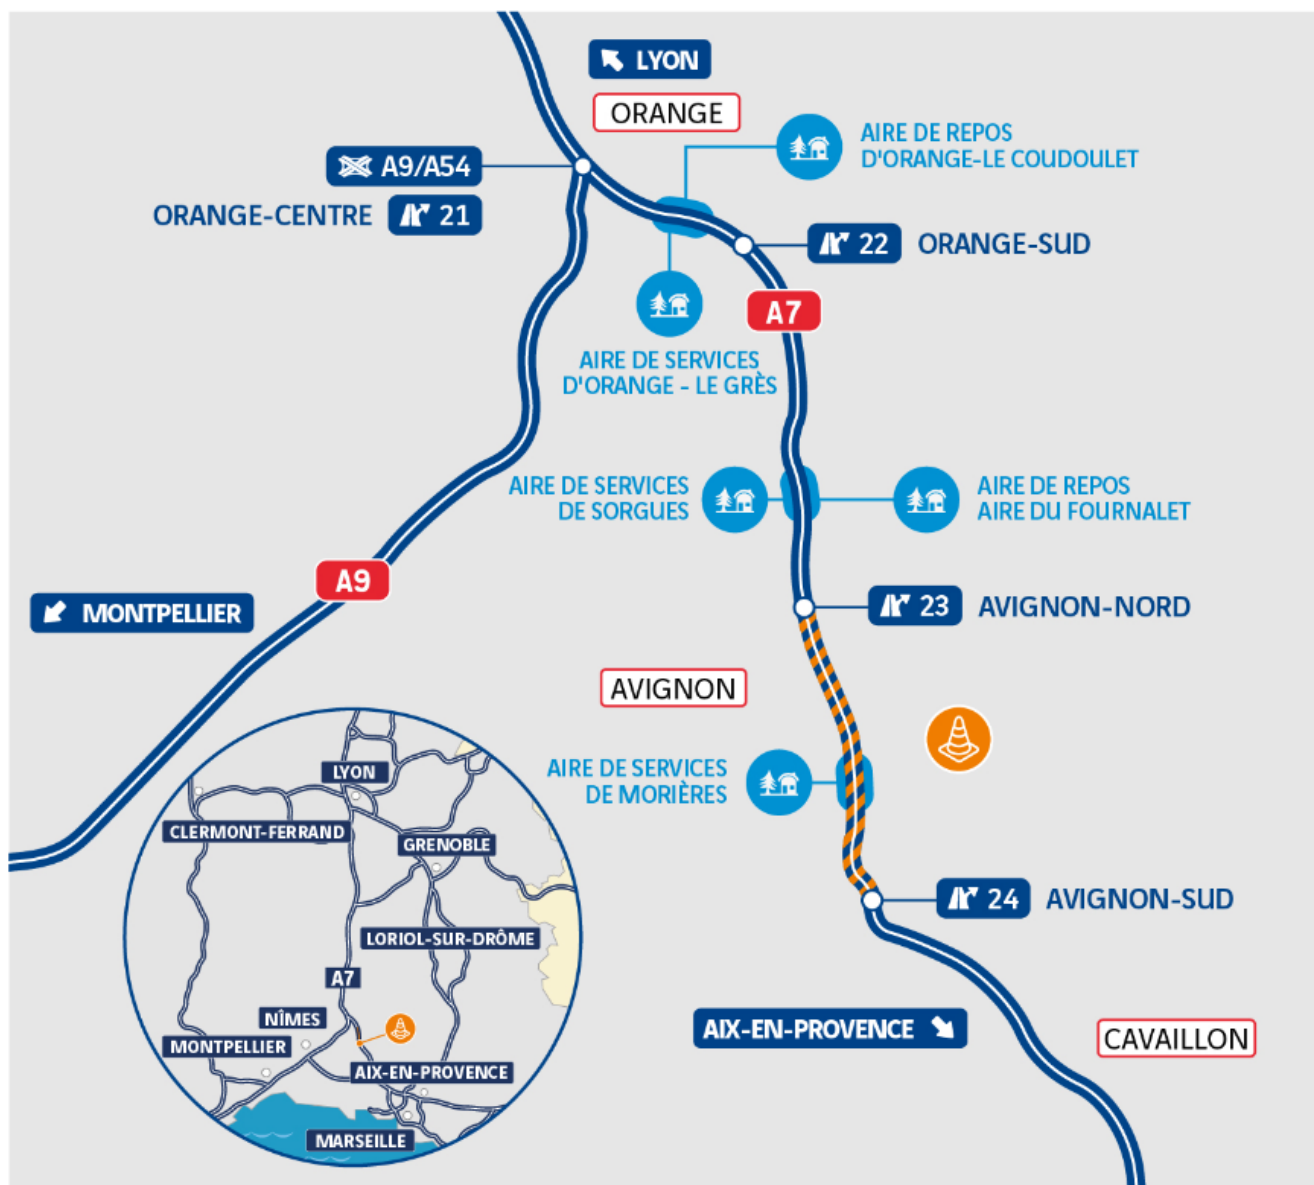 LYON
ORANGE
AIRE DE REPOS
D'ORANGE-LE COUDOULET
A9/A54
ORANGE-CENTRE 21
22 ORANGE-SUD
A7
AIRE DE SERVICES
D'ORANGE - LE GRÈS
AIRE DE SERVICES
DE SORGUES
AIRE DE REPOS
AIRE DU FOURNALET
A9
MONTPELLIER
23 AVIGNON-NORD
AVIGNON
AIRE DE SERVICES
DE MORIÈRES
24 AVIGNON-SUD
AIX-EN-PROVENCE
CAVAILLON
LYON
CLERMONT-FERRAND
GRENOBLE
LORIOL-SUR-DRÔME
A7
NÎMES
MONTPELLIER
AIX-EN-PROVENCE
MARSEILLE